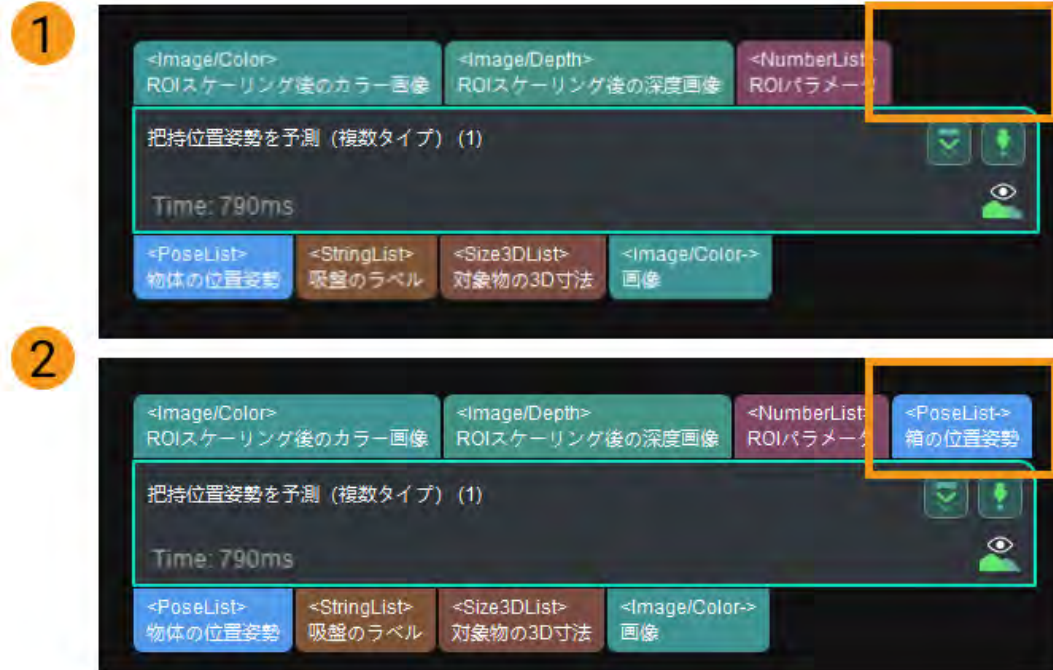 1
<Image/Color>
ROIスケーリング後のカラー画像
<Image/Depth>
ROIスケーリング後の深度画像
<NumberList>
ROIパラメータ
把持位置姿勢を予測（複数タイプ） (1)
Time: 790ms
<PoseList>
物体の位置姿勢
<StringList>
吸盤のラベル
<Size3DList>
対象物の3D寸法
<Image/Color->
画像
2
<Image/Color>
ROIスケーリング後のカラー画像
<Image/Depth>
ROIスケーリング後の深度画像
<NumberList>
ROIパラメータ
<PoseList->
箱の位置姿勢
把持位置姿勢を予測（複数タイプ） (1)
Time: 790ms
<PoseList>
物体の位置姿勢
<StringList>
吸盤のラベル
<Size3DList>
対象物の3D寸法
<Image/Color->
画像